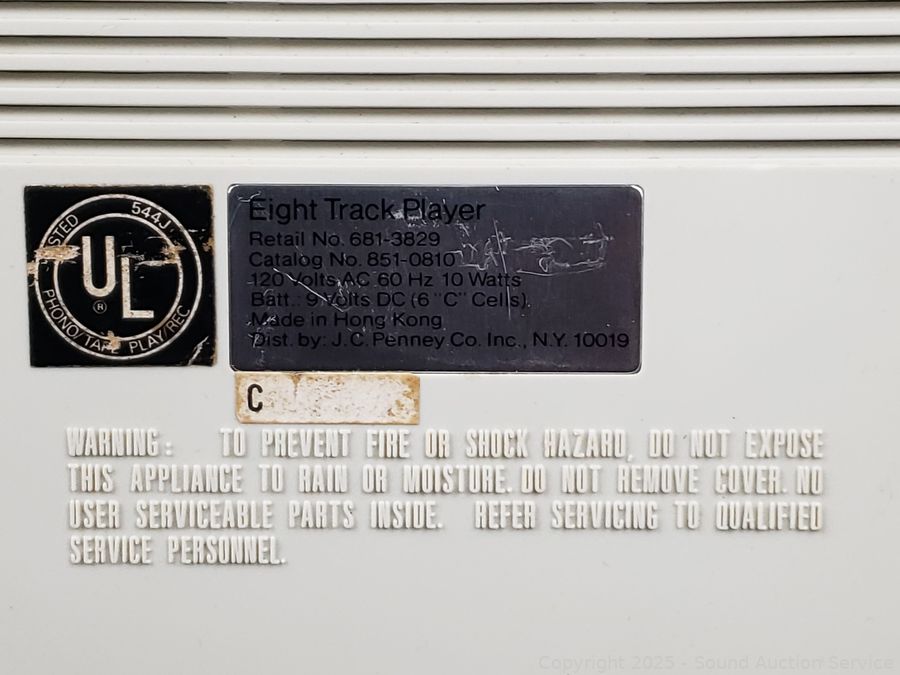 LISTED 544J
UL
®
PHONO/TAPE PLAY/REC
Eight Track Player
Retail No. 681-3829
Catalog No. 851-0810
120 Volts AC 60 Hz 10 Watts
Batt.: 9 Volts DC (6 "C" Cells).
Made in Hong Kong
Dist. by: J.C. Penney Co. Inc., N.Y. 10019
C
WARNING: TO PREVENT FIRE OR SHOCK HAZARD, DO NOT EXPOSE
THIS APPLIANCE TO RAIN OR MOISTURE. DO NOT REMOVE COVER. NO
USER SERVICEABLE PARTS INSIDE. REFER SERVICING TO QUALIFIED
SERVICE PERSONNEL.
Copyright 2025 - Sound Auction Service